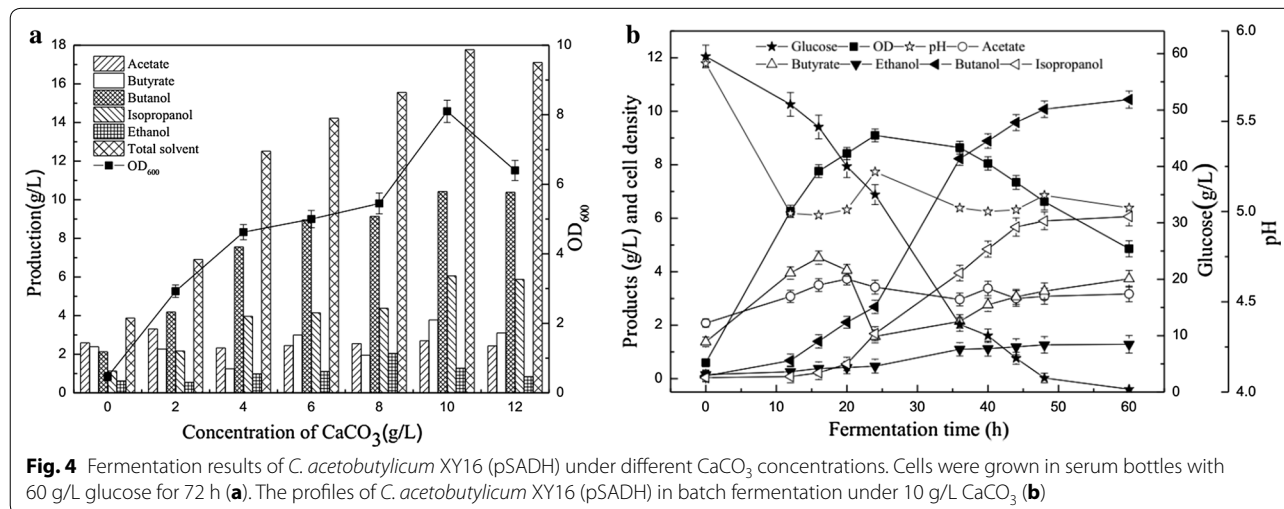 a
18
16
14
12
10
8
6
4
2
0
Production(g/L)
Acetate
Butyrate
Butanol
Isopropanol
Ethanol
Total solvent
OD600
10
8
6
4
2
0
OD600
0 2 4 6 8 10 12
Concentration of CaCO3(g/L)
b
12
10
8
6
4
2
0
Products (g/L) and cell density
Glucose OD pH Acetate
Butyrate Ethanol Butanol Isopropanol
60
50
40
30
20
10
0
Glucose(g/L)
6.0
5.5
5.0
4.5
4.0
pH
0 10 20 30 40 50 60
Fermentation time (h)
Fig. 4 Fermentation results of C. acetobutylicum XY16 (pSADH) under different CaCO3 concentrations. Cells were grown in serum bottles with
60 g/L glucose for 72 h (a). The profiles of C. acetobutylicum XY16 (pSADH) in batch fermentation under 10 g/L CaCO3 (b)